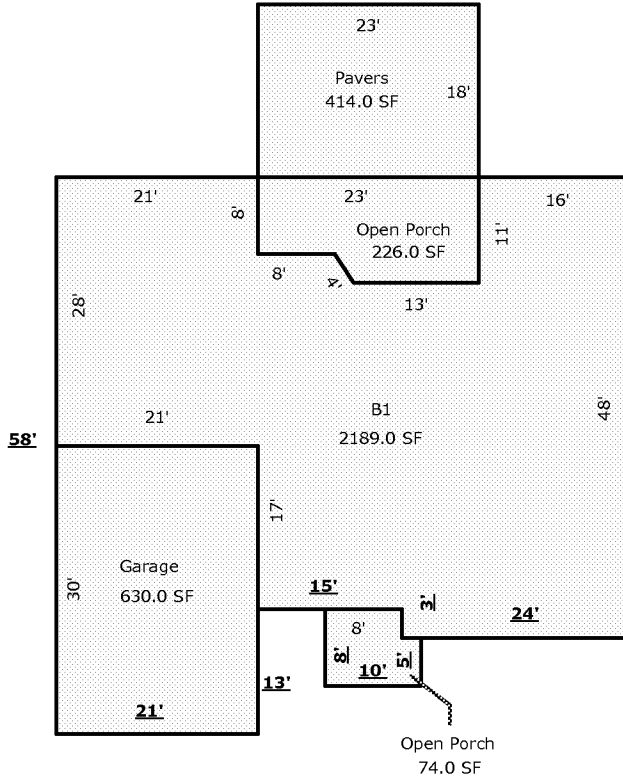 23'
Pavers
414.0 SF
18'
21'
23'
16'
8'
Open Porch
226.0 SF
11'
8'
4'
13'
28'
21'
B1
2189.0 SF
48'
58'
17'
Garage
630.0 SF
30'
15'
3'
24'
8'
8'
5'
10'
13'
21'
Open Porch
74.0 SF